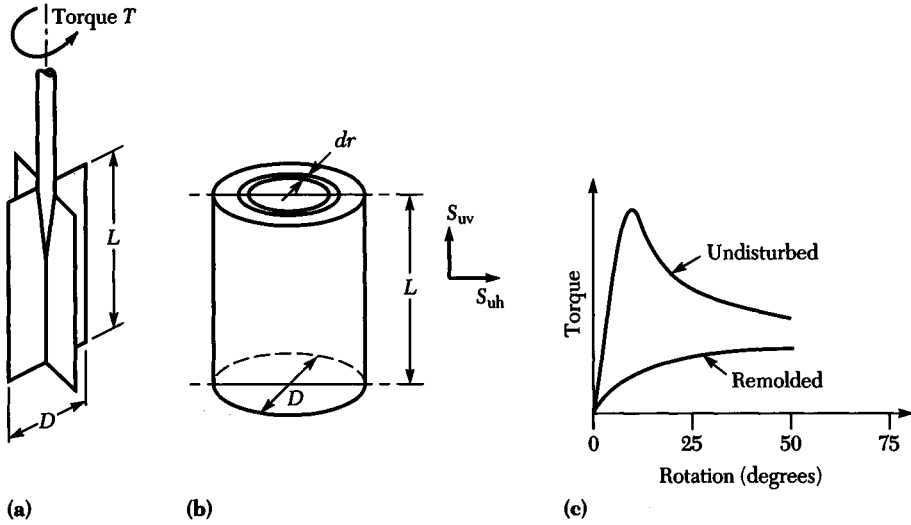 Torque T
L
D
(a)
dr
L
D
S_uv
S_uh
(b)
Torque
Undisturbed
Remolded
0 25 50 75
Rotation (degrees)
(c)